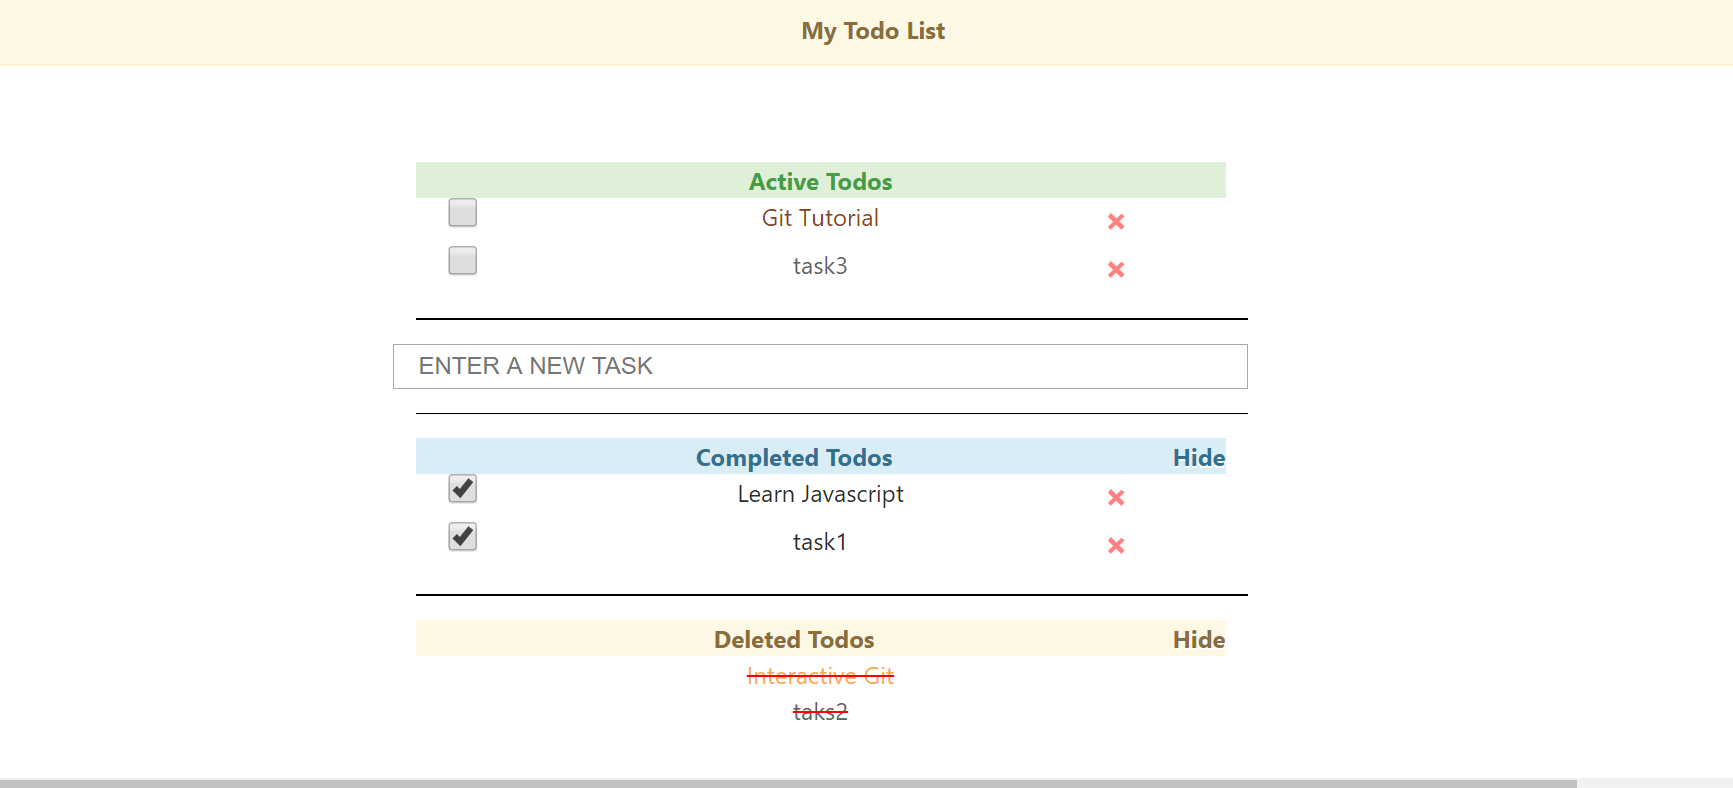 My Todo List
Active Todos
Git Tutorial
task3
ENTER A NEW TASK
Completed Todos Hide
Learn Javascript
task1
Deleted Todos Hide
Interactive Git
taks2